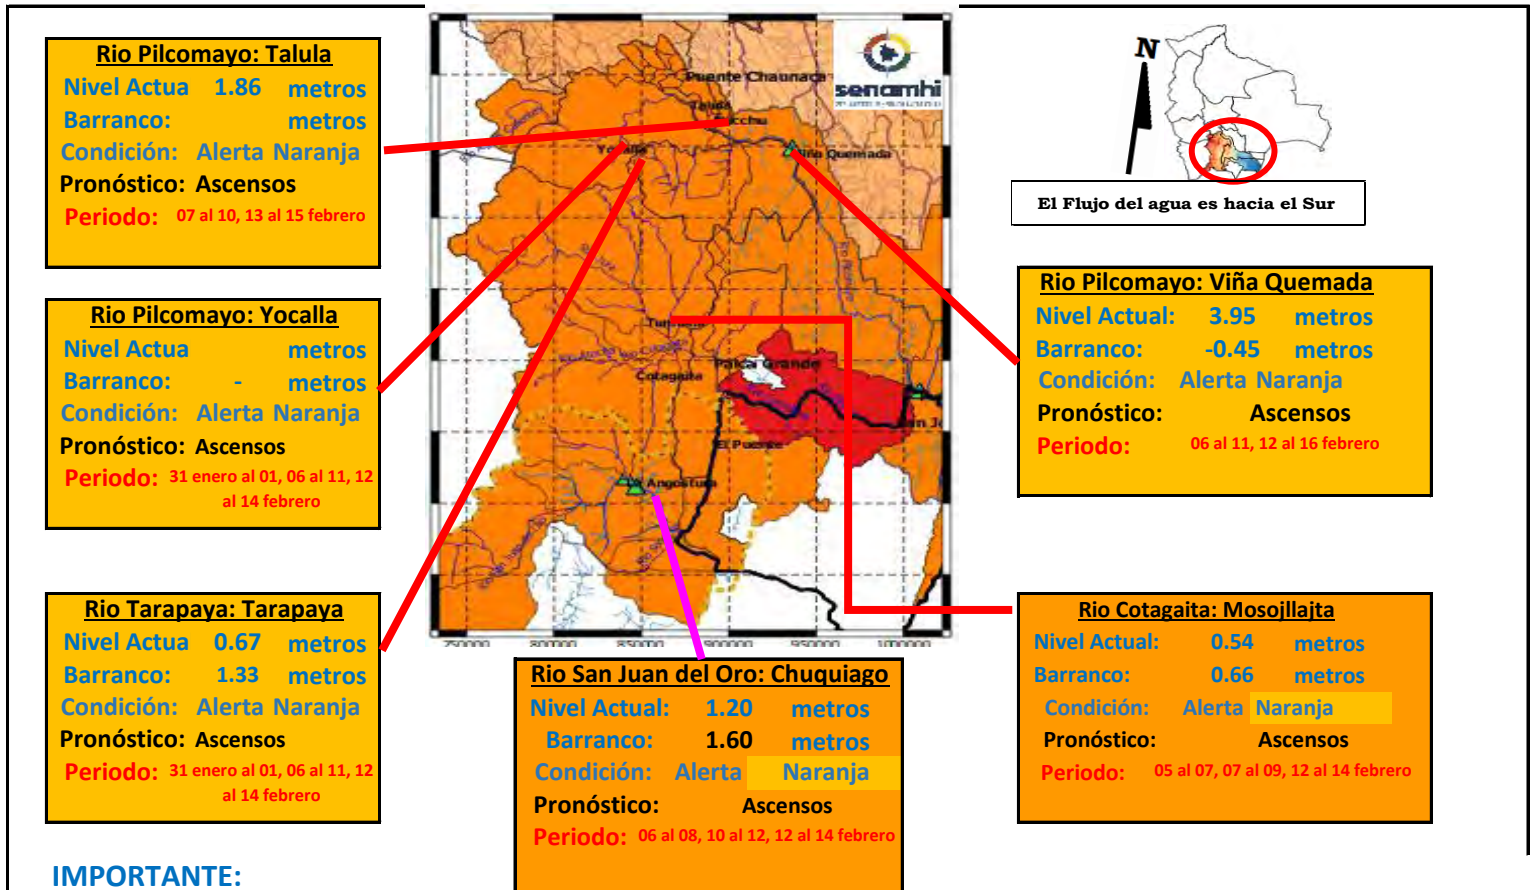 Rio Pilcomayo: Talula
Nivel Actua 1.86 metros
Barranco: metros
Condición: Alerta Naranja
Pronóstico: Ascensos
Periodo: 07 al 10, 13 al 15 febrero
Rio Pilcomayo: Yocalla
Nivel Actua metros
Barranco: - metros
Condición: Alerta Naranja
Pronóstico: Ascensos
Periodo: 31 enero al 01, 06 al 11, 12
al 14 febrero
Rio Tarapaya: Tarapaya
Nivel Actua 0.67 metros
Barranco: 1.33 metros
Condición: Alerta Naranja
Pronóstico: Ascensos
Periodo: 31 enero al 01, 06 al 11, 12
al 14 febrero
IMPORTANTE:
senamhi
Puente Chaunaca
Viña Quemada
Palca Grande
Cotagaita
El Puente
Angostura
800000
900000
950000
1000000
Rio San Juan del Oro: Chuquiago
Nivel Actual: 1.20 metros
Barranco: 1.60 metros
Condición: Alerta Naranja
Pronóstico: Ascensos
Periodo: 06 al 08, 10 al 12, 12 al 14 febrero
N
El Flujo del agua es hacia el Sur
Rio Pilcomayo: Viña Quemada
Nivel Actual: 3.95 metros
Barranco: -0.45 metros
Condición: Alerta Naranja
Pronóstico: Ascensos
Periodo: 06 al 11, 12 al 16 febrero
Rio Cotagaita: Mosojllajta
Nivel Actual: 0.54 metros
Barranco: 0.66 metros
Condición: Alerta Naranja
Pronóstico: Ascensos
Periodo: 05 al 07, 07 al 09, 12 al 14 febrero